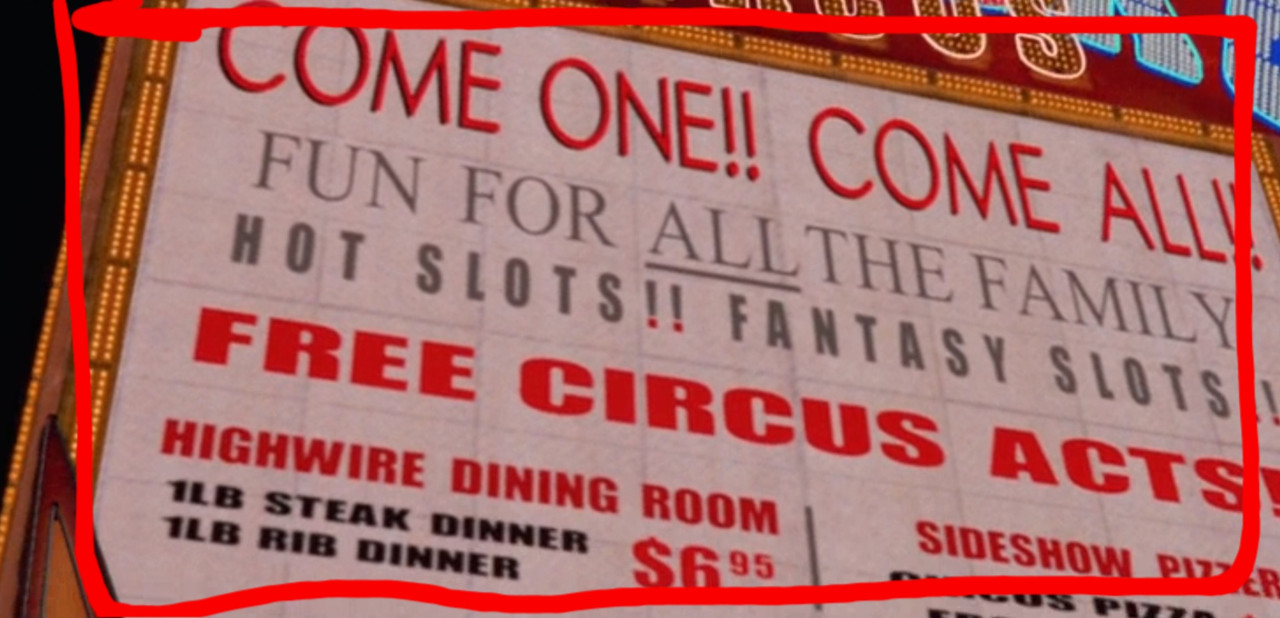 COME ONE!! COME ALL!!
FUN FOR ALL THE FAMILY
HOT SLOTS!! FANTASY SLOTS!!
FREE CIRCUS ACTS!
HIGHWIRE DINING ROOM
1LB STEAK DINNER
1LB RIB DINNER
$6 95
SIDESHOW
PIZZA